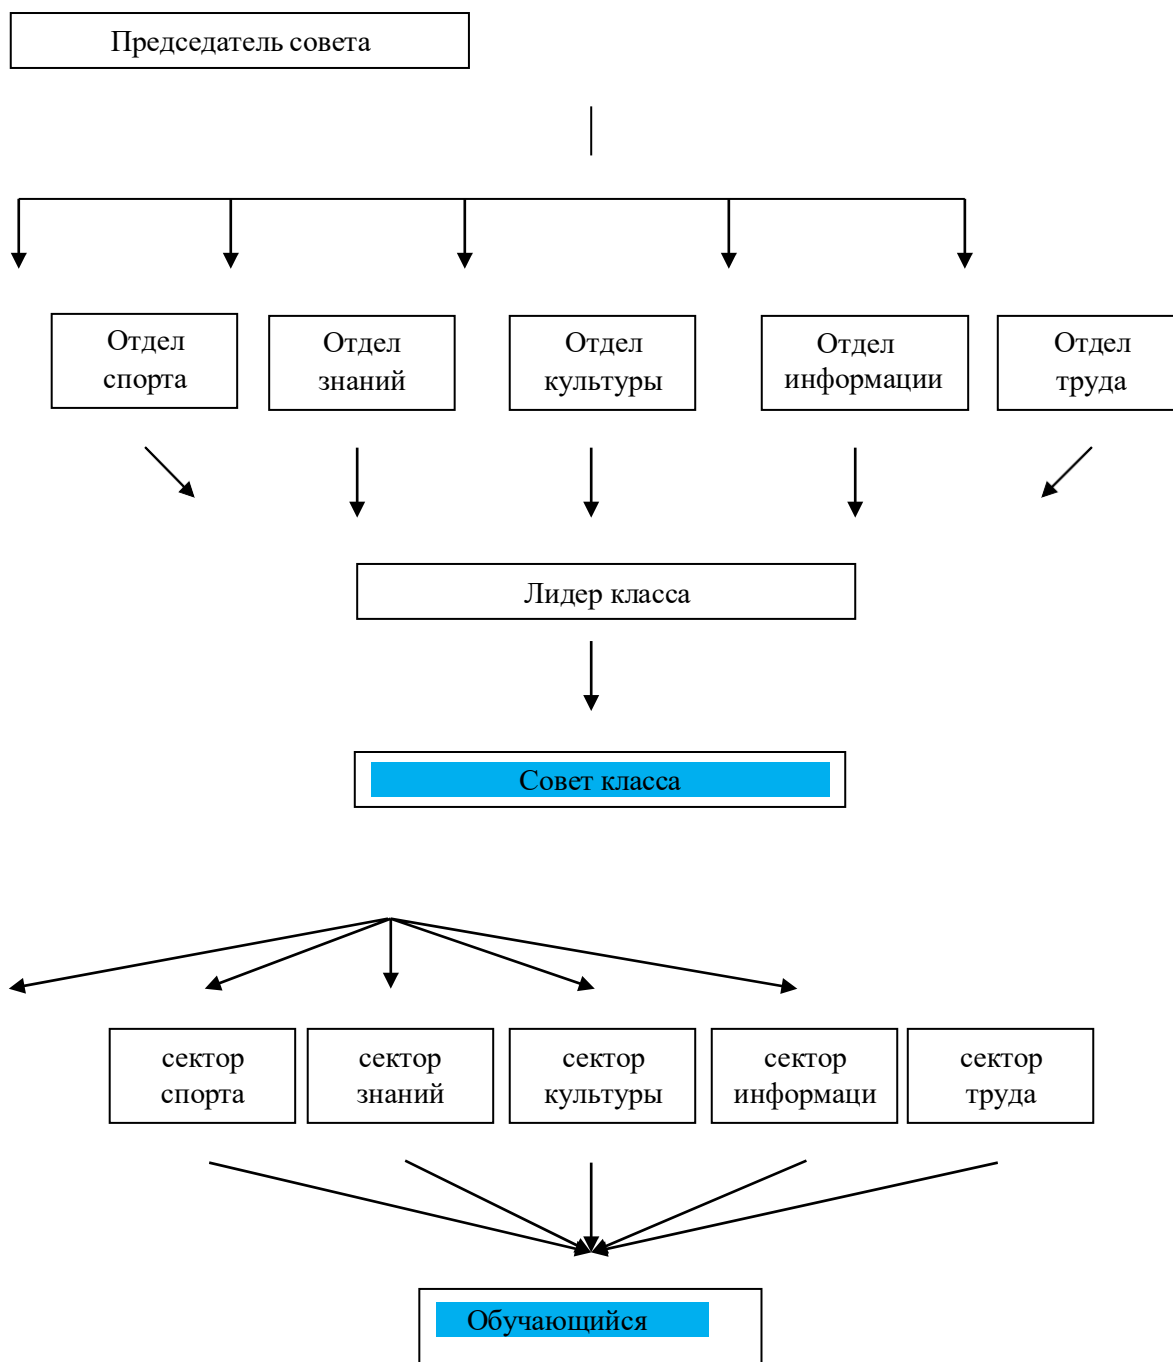 Председатель совета
Отдел
спорта
Отдел
знаний
Отдел
культуры
Отдел
информации
Отдел
труда
Лидер класса
Совет класса
сектор
спорта
сектор
знаний
сектор
культуры
сектор
информаци
сектор
труда
Обучающийся